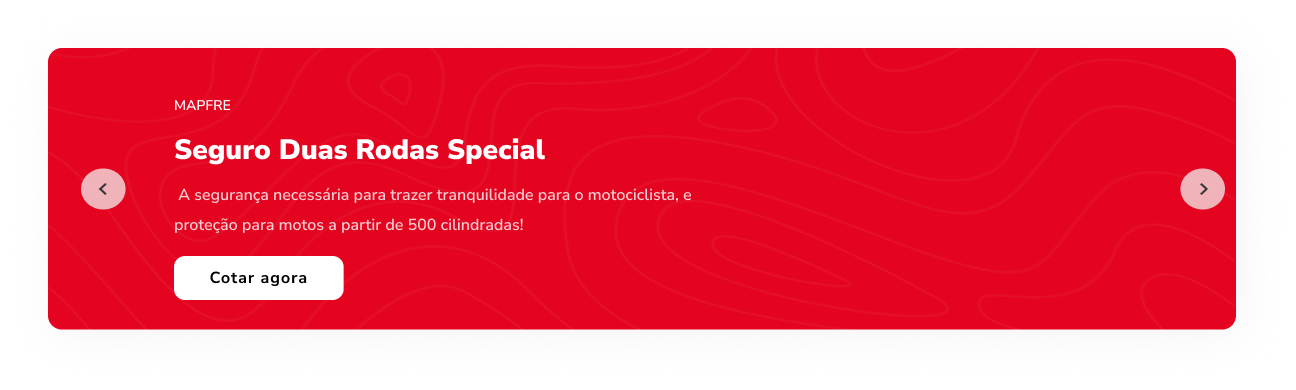 MAPFRE
Seguro Duas Rodas Special
A segurança necessária para trazer tranquilidade para o motociclista, e
proteção para motos a partir de 500 cilindradas!
Cotar agora